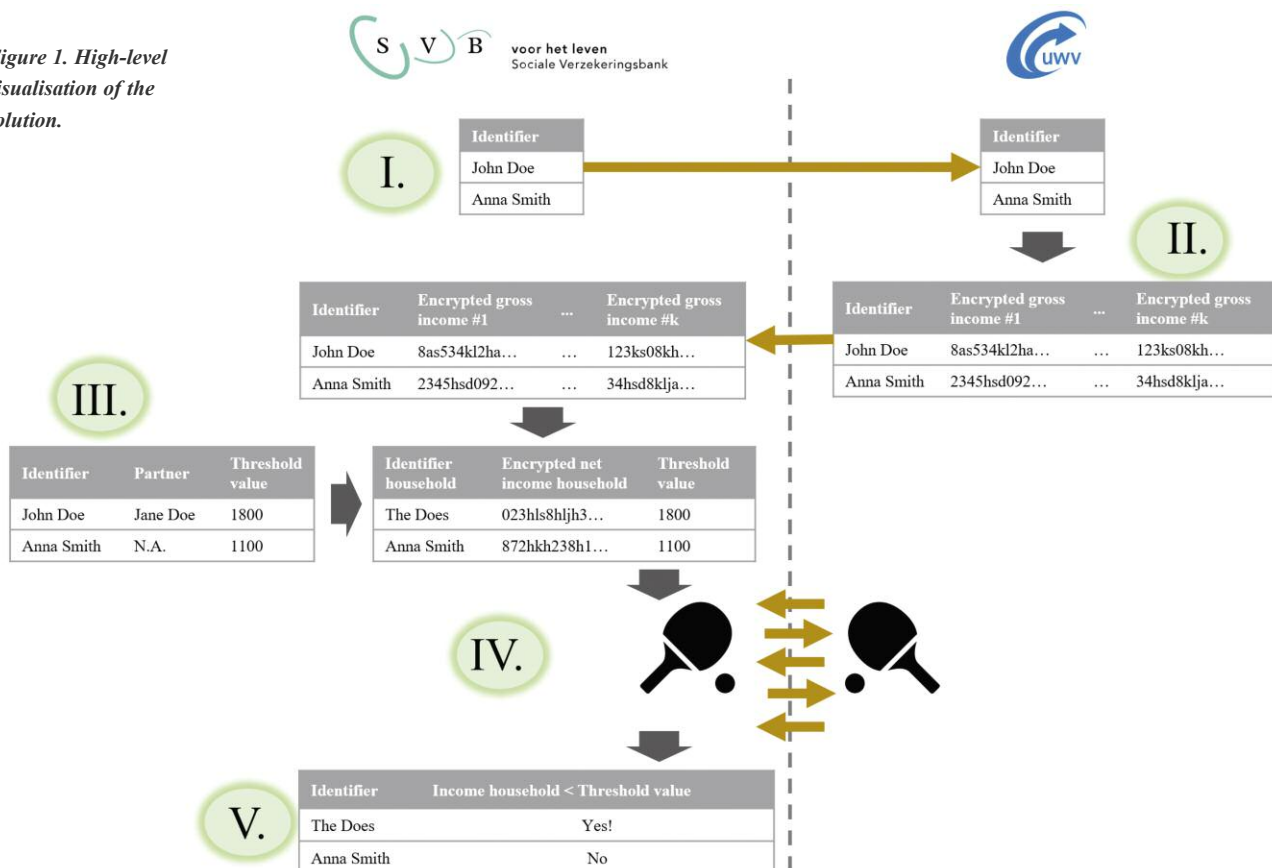 igure 1. High-level
isualisation of the
olution.
S V B
voor het leven
Sociale Verzekeringsbank
uwv
I.
Identifier
John Doe
Anna Smith
Identifier
John Doe
Anna Smith
II.
Identifier Encrypted gross income #1 ... Encrypted gross income #k
John Doe 8as534kl2ha… … 123ks08kh…
Anna Smith 2345hsd092… … 34hsd8klja…
Identifier Encrypted gross income #1 ... Encrypted gross income #k
John Doe 8as534kl2ha… … 123ks08kh…
Anna Smith 2345hsd092… … 34hsd8klja…
III.
Identifier Partner Threshold value
John Doe Jane Doe 1800
Anna Smith N.A. 1100
Identifier household Encrypted net income household Threshold value
The Does 023hls8hljh3… 1800
Anna Smith 872hkh238h1… 1100
IV.
V.
Identifier Income household < Threshold value
The Does Yes!
Anna Smith No